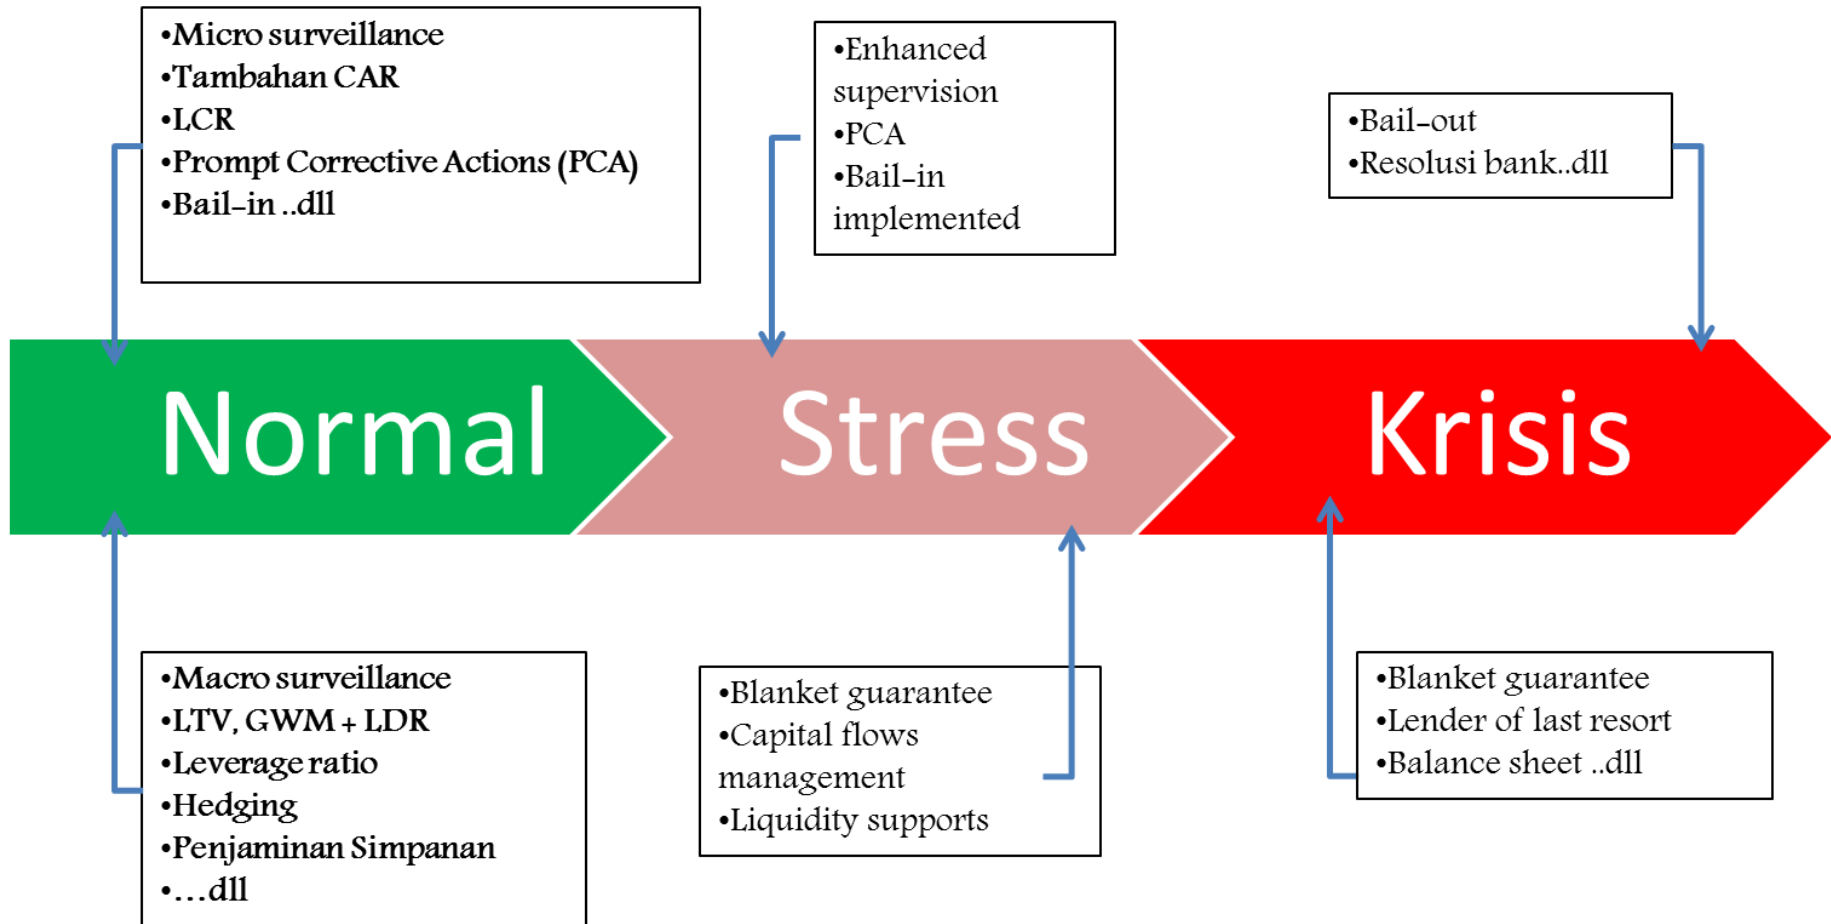 •Micro surveillance
•Tambahan CAR
•LCR
•Prompt Corrective Actions (PCA)
•Bail-in ..dll
•Enhanced
supervision
•PCA
•Bail-in
implemented
•Bail-out
•Resolusi bank..dll
Normal
Stress
Krisis
•Macro surveillance
•LTV, GWM + LDR
•Leverage ratio
•Hedging
•Penjaminan Simpanan
•...dll
•Blanket guarantee
•Capital flows
management
•Liquidity supports
•Blanket guarantee
•Lender of last resort
•Balance sheet ..dll